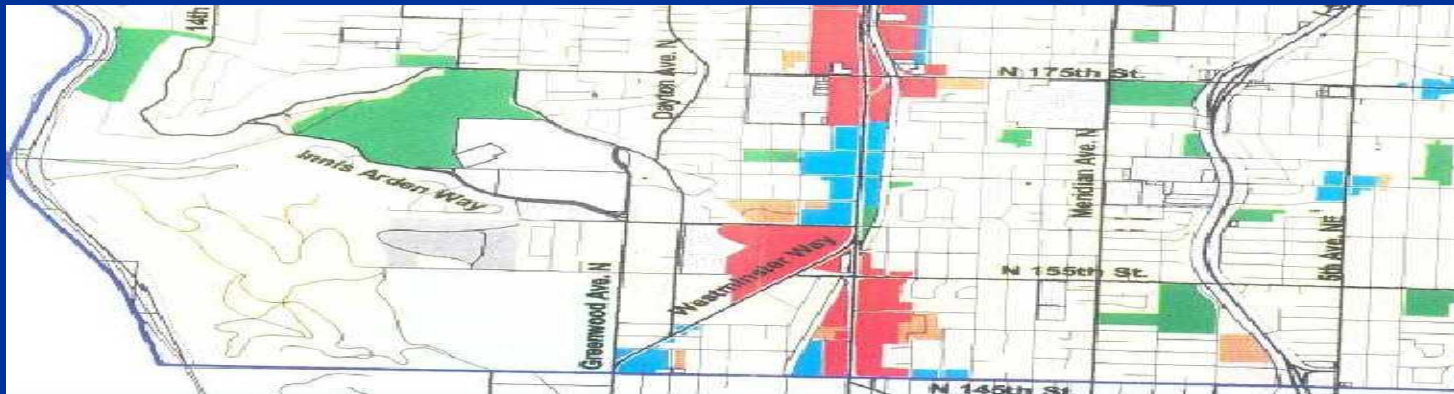 14th
Dayton Ave. N
N 175th St.
Innis Arden Way
Meridian Ave. N
Westminster Way
Greenwood Ave. N
N 155th St.
5th Ave. NE
N 145th St.